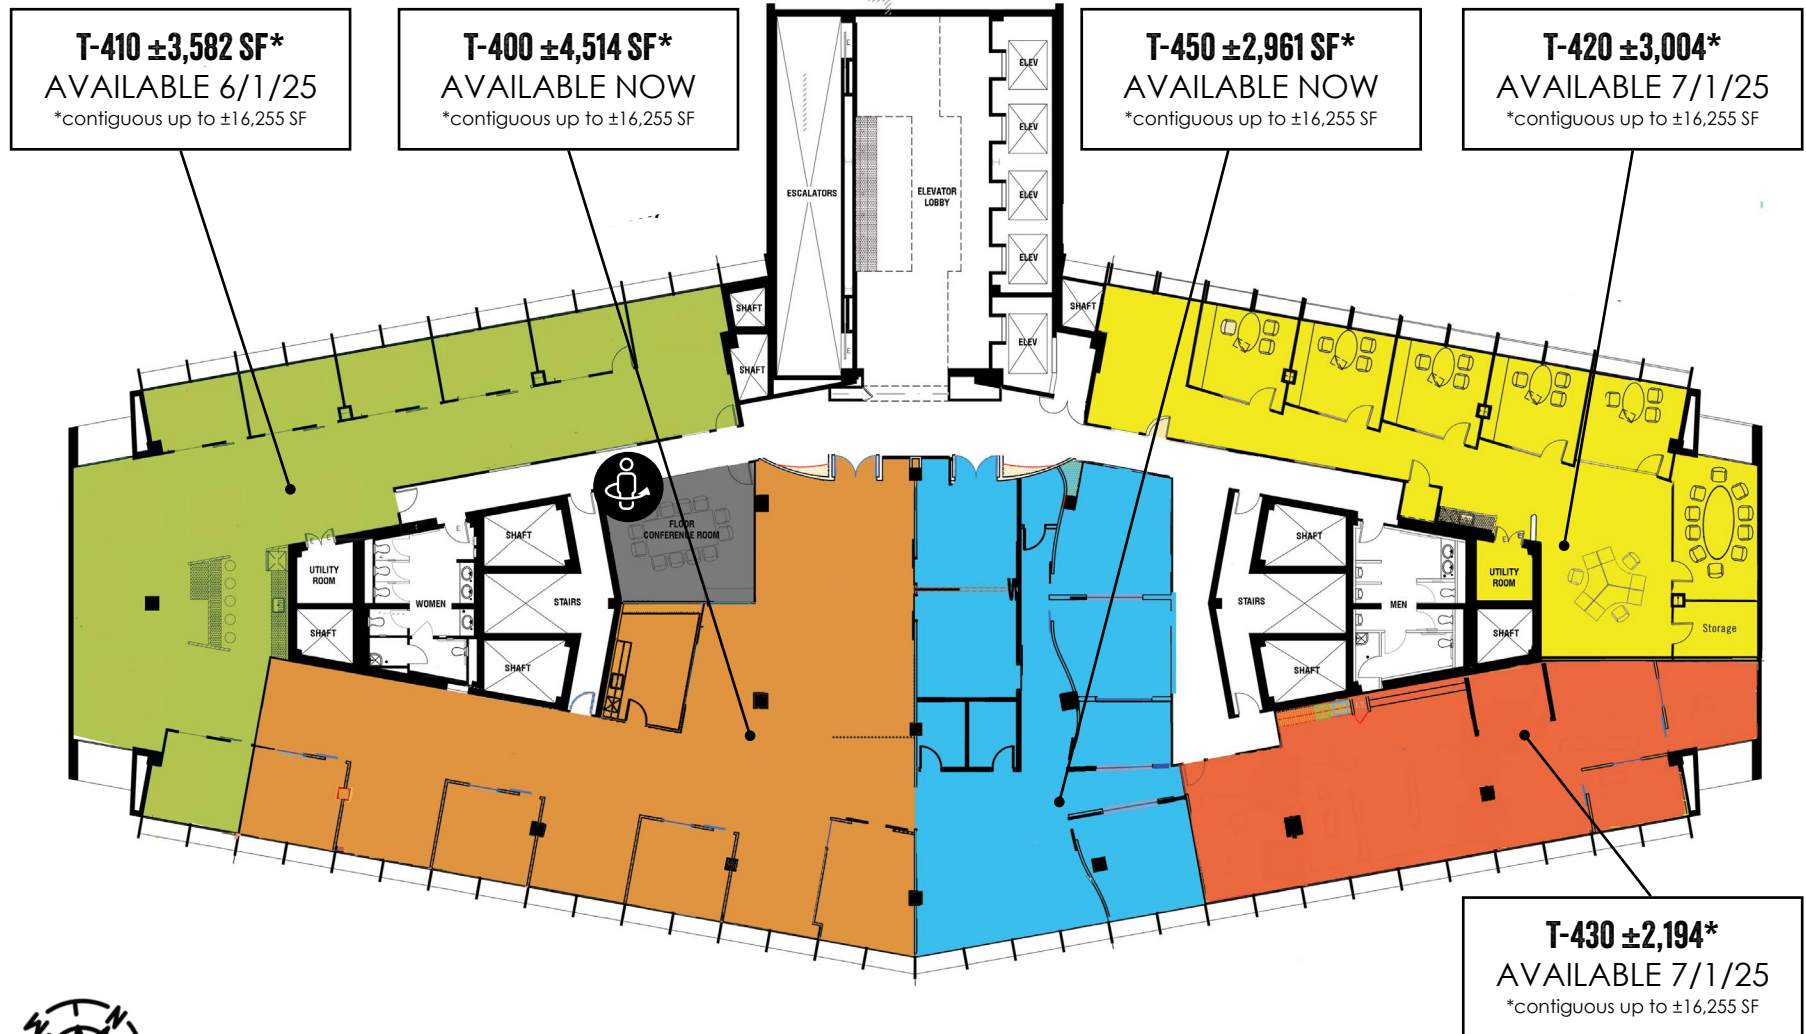 T-410 ±3,582 SF*
AVAILABLE 6/1/25
*contiguous up to ±16,255 SF
T-400 ±4,514 SF*
AVAILABLE NOW
*contiguous up to ±16,255 SF
T-450 ±2,961 SF*
AVAILABLE NOW
*contiguous up to ±16,255 SF
T-420 ±3,004*
AVAILABLE 7/1/25
*contiguous up to ±16,255 SF
ESCALATORS
E
E
ELEVATOR
LOBBY
ELEV
ELEV
ELEV
ELEV
ELEV
SHAFT
SHAFT
SHAFT
FLOOR
CONFERENCE ROOM
E
E
E
UTILITY
ROOM
WOMEN
SHAFT
SHAFT
STAIRS
SHAFT
SHAFT
STAIRS
SHAFT
MEN
E
E
UTILITY
ROOM
SHAFT
Storage
T-430 ±2,194*
AVAILABLE 7/1/25
*contiguous up to ±16,255 SF
W
N